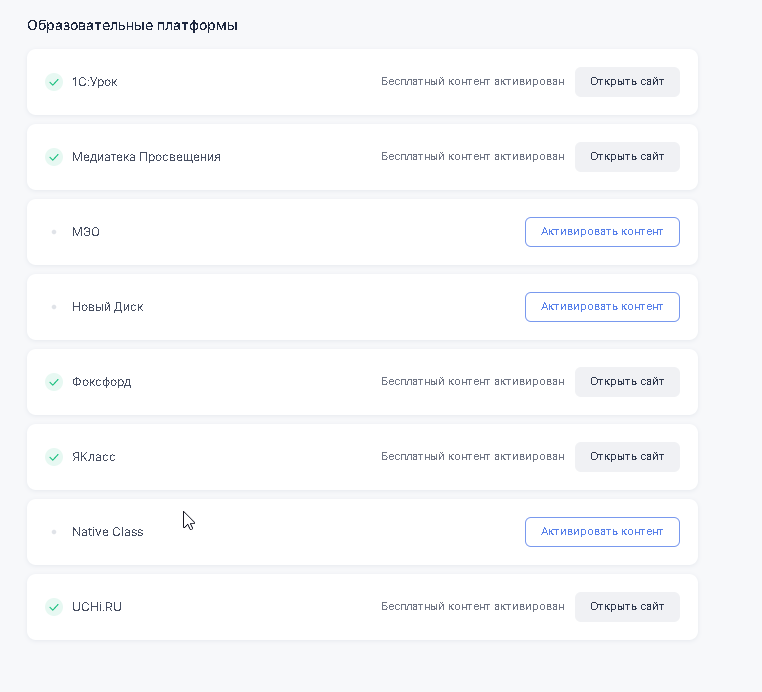 Образовательные платформы
1С:Урок Бесплатный контент активирован Открыть сайт
Медиатека Просвещения Бесплатный контент активирован Открыть сайт
МЭО Активировать контент
Новый Диск Активировать контент
Фоксфорд Бесплатный контент активирован Открыть сайт
ЯКласс Бесплатный контент активирован Открыть сайт
Native Class Активировать контент
UCHi.RU Бесплатный контент активирован Открыть сайт